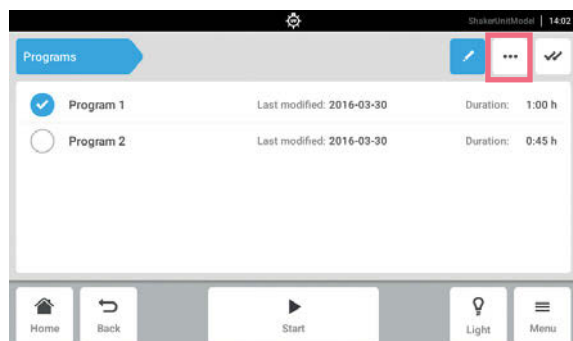 ShakerUnitModel | 14:02
Programs
Program 1 Last modified: 2016-03-30 Duration: 1:00 h
Program 2 Last modified: 2016-03-30 Duration: 0:45 h
Home Back Start Light Menu